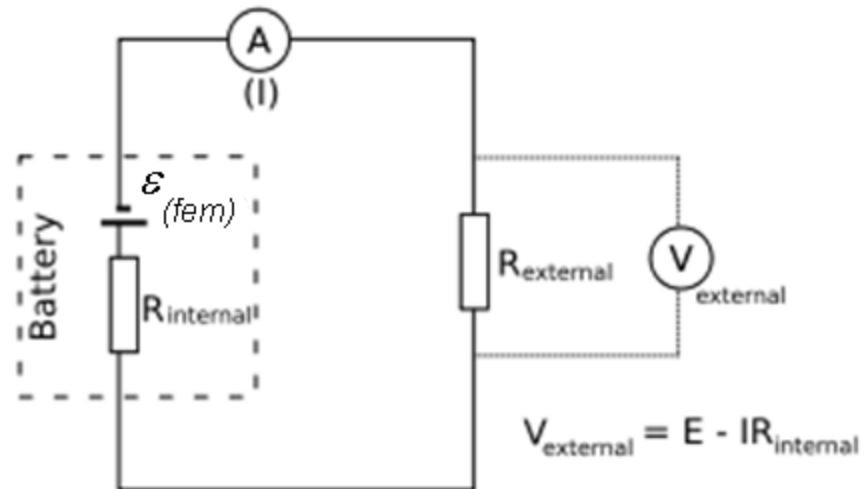 A
(I)
ε
(fem)
Battery
Rinternal
Rexternal
V
external
Vexternal = E - IRinternal